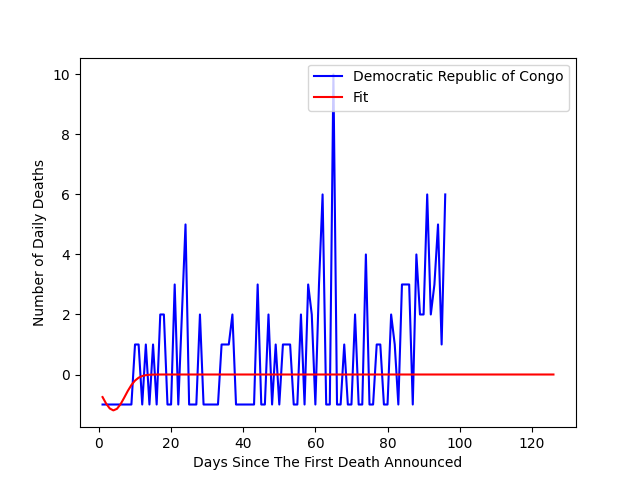 Democratic Republic of Congo
Fit
10
8
6
4
2
0
Number of Daily Deaths
0 20 40 60 80 100 120
Days Since The First Death Announced